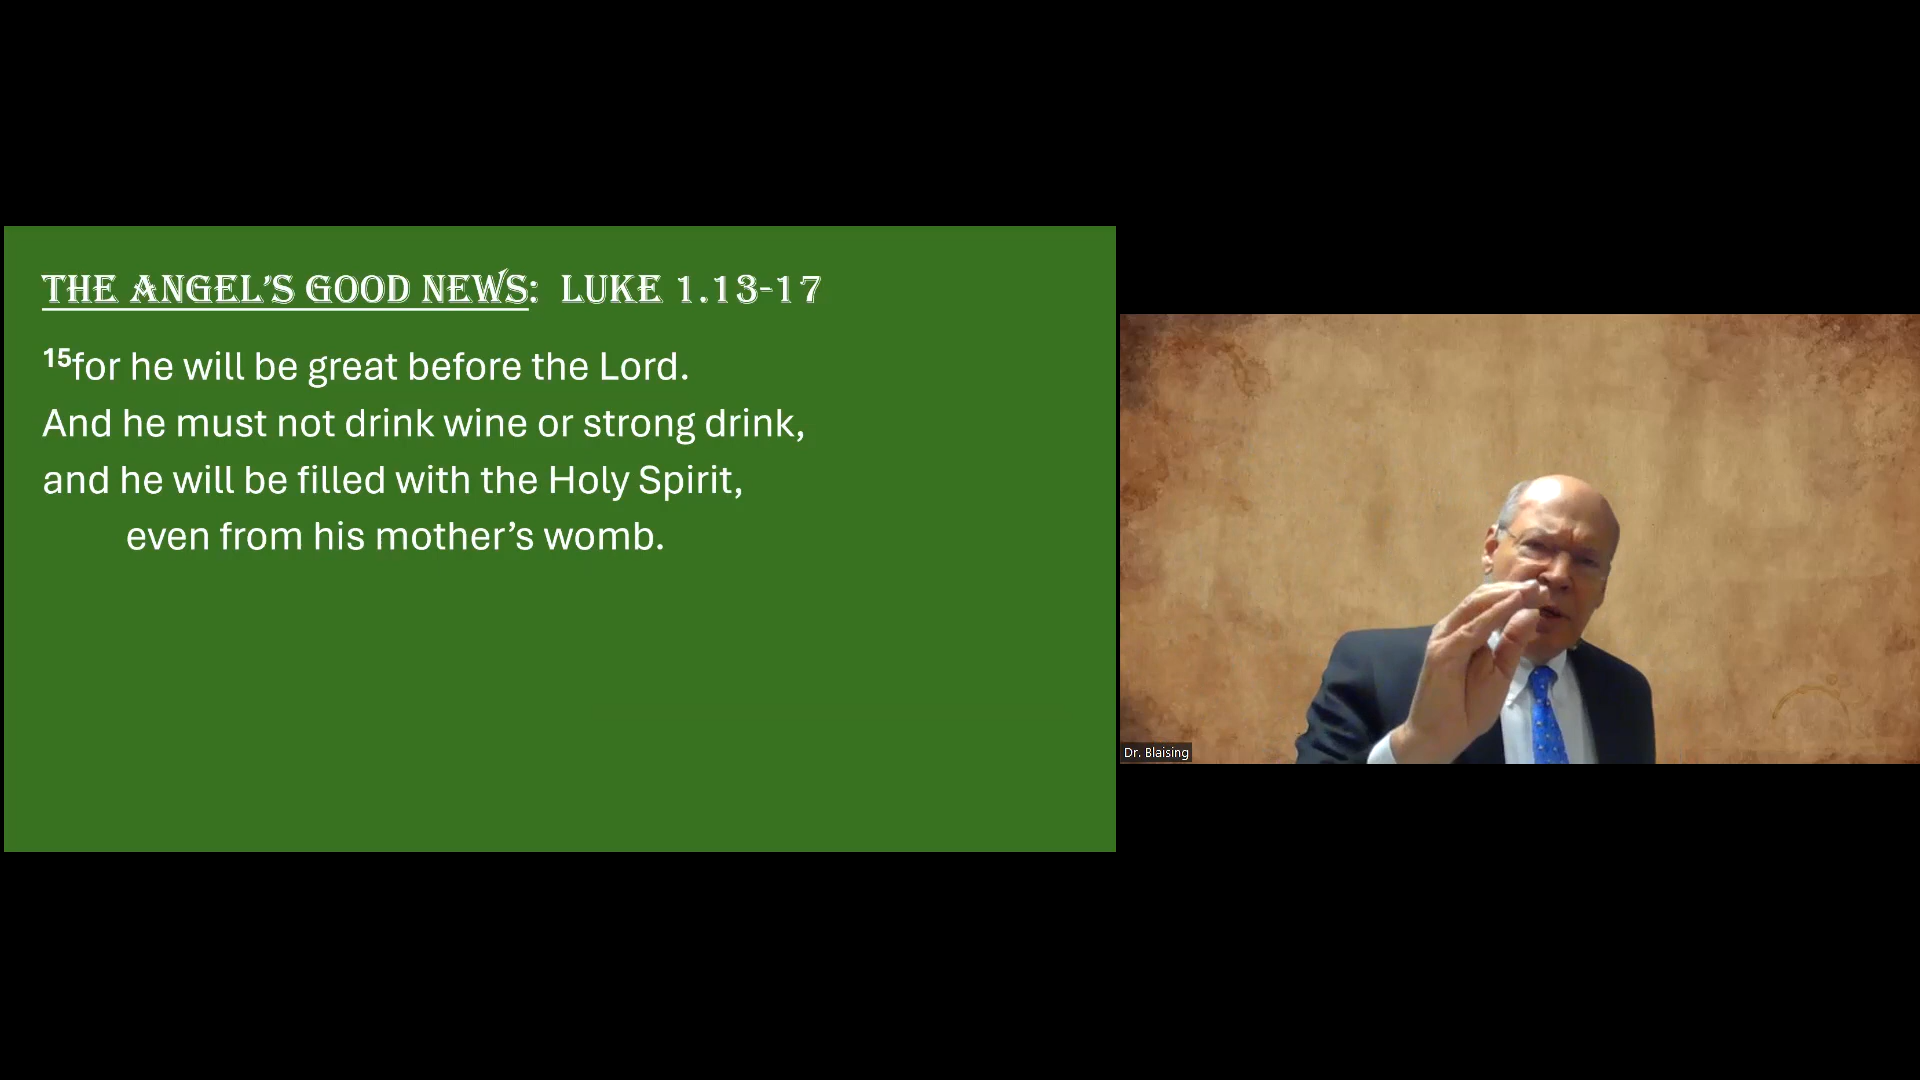 THE ANGEL'S GOOD NEWS: LUKE 1.13-17
15for he will be great before the Lord.
And he must not drink wine or strong drink,
and he will be filled with the Holy Spirit,
even from his mother's womb.
Dr. Blaising